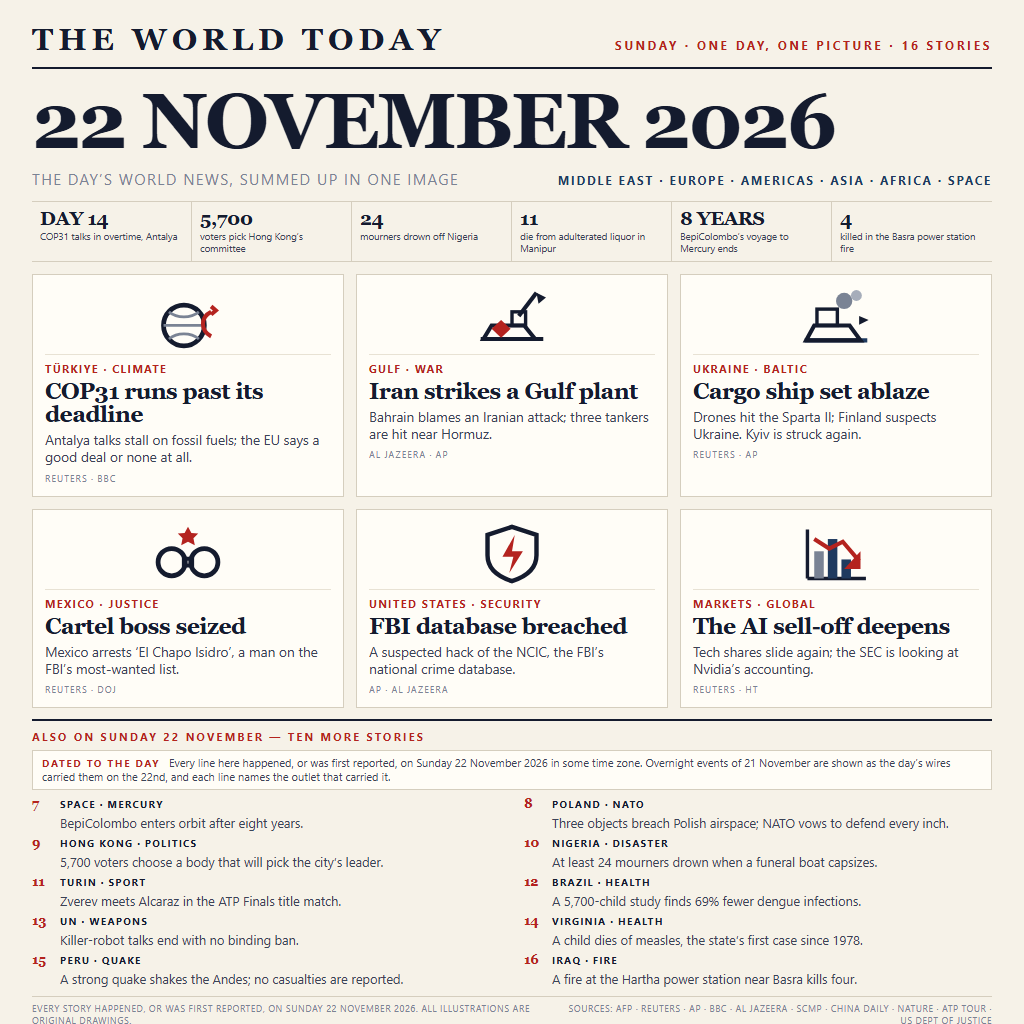 THE WORLD TODAY
SUNDAY · ONE DAY, ONE PICTURE · 16 STORIES
22 NOVEMBER 2026
THE DAY'S WORLD NEWS, SUMMED UP IN ONE IMAGE
MIDDLE EAST · EUROPE · AMERICAS · ASIA · AFRICA · SPACE
DAY 14
COP31 talks in overtime, Antalya
5,700
voters pick Hong Kong's
committee
24
mourners drown off Nigeria
11
die from adulterated liquor in
Manipur
8 YEARS
BepiColombo's voyage to
Mercury ends
4
killed in the Basra power station
fire
TÜRKIYE · CLIMATE
COP31 runs past its
deadline
Antalya talks stall on fossil fuels; the EU says a
good deal or none at all.
REUTERS · BBC
GULF · WAR
Iran strikes a Gulf plant
Bahrain blames an Iranian attack; three tankers
are hit near Hormuz.
AL JAZEERA · AP
UKRAINE · BALTIC
Cargo ship set ablaze
Drones hit the Sparta II; Finland suspects
Ukraine. Kyiv is struck again.
REUTERS · AP
MEXICO · JUSTICE
Cartel boss seized
Mexico arrests 'El Chapo Isidro', a man on the
FBI's most-wanted list.
REUTERS · DOJ
UNITED STATES · SECURITY
FBI database breached
A suspected hack of the NCIC, the FBI's
national crime database.
AP · AL JAZEERA
MARKETS · GLOBAL
The AI sell-off deepens
Tech shares slide again; the SEC is looking at
Nvidia's accounting.
REUTERS · HT
ALSO ON SUNDAY 22 NOVEMBER — TEN MORE STORIES
DATED TO THE DAY Every line here happened, or was first reported, on Sunday 22 November 2026 in some time zone. Overnight events of 21 November are shown as the day's wires
carried them on the 22nd, and each line names the outlet that carried it.
7 SPACE · MERCURY
BepiColombo enters orbit after eight years.
8 POLAND · NATO
Three objects breach Polish airspace; NATO vows to defend every inch.
9 HONG KONG · POLITICS
5,700 voters choose a body that will pick the city's leader.
10 NIGERIA · DISASTER
At least 24 mourners drown when a funeral boat capsizes.
11 TURIN · SPORT
Zverev meets Alcaraz in the ATP Finals title match.
12 BRAZIL · HEALTH
A 5,700-child study finds 69% fewer dengue infections.
13 UN · WEAPONS
Killer-robot talks end with no binding ban.
14 VIRGINIA · HEALTH
A child dies of measles, the state's first case since 1978.
15 PERU · QUAKE
A strong quake shakes the Andes; no casualties are reported.
16 IRAQ · FIRE
A fire at the Hartha power station near Basra kills four.
EVERY STORY HAPPENED, OR WAS FIRST REPORTED, ON SUNDAY 22 NOVEMBER 2026. ALL ILLUSTRATIONS ARE
ORIGINAL DRAWINGS.
SOURCES: AFP · REUTERS · AP · BBC · AL JAZEERA · SCMP · CHINA DAILY · NATURE · ATP TOUR ·
US DEPT OF JUSTICE